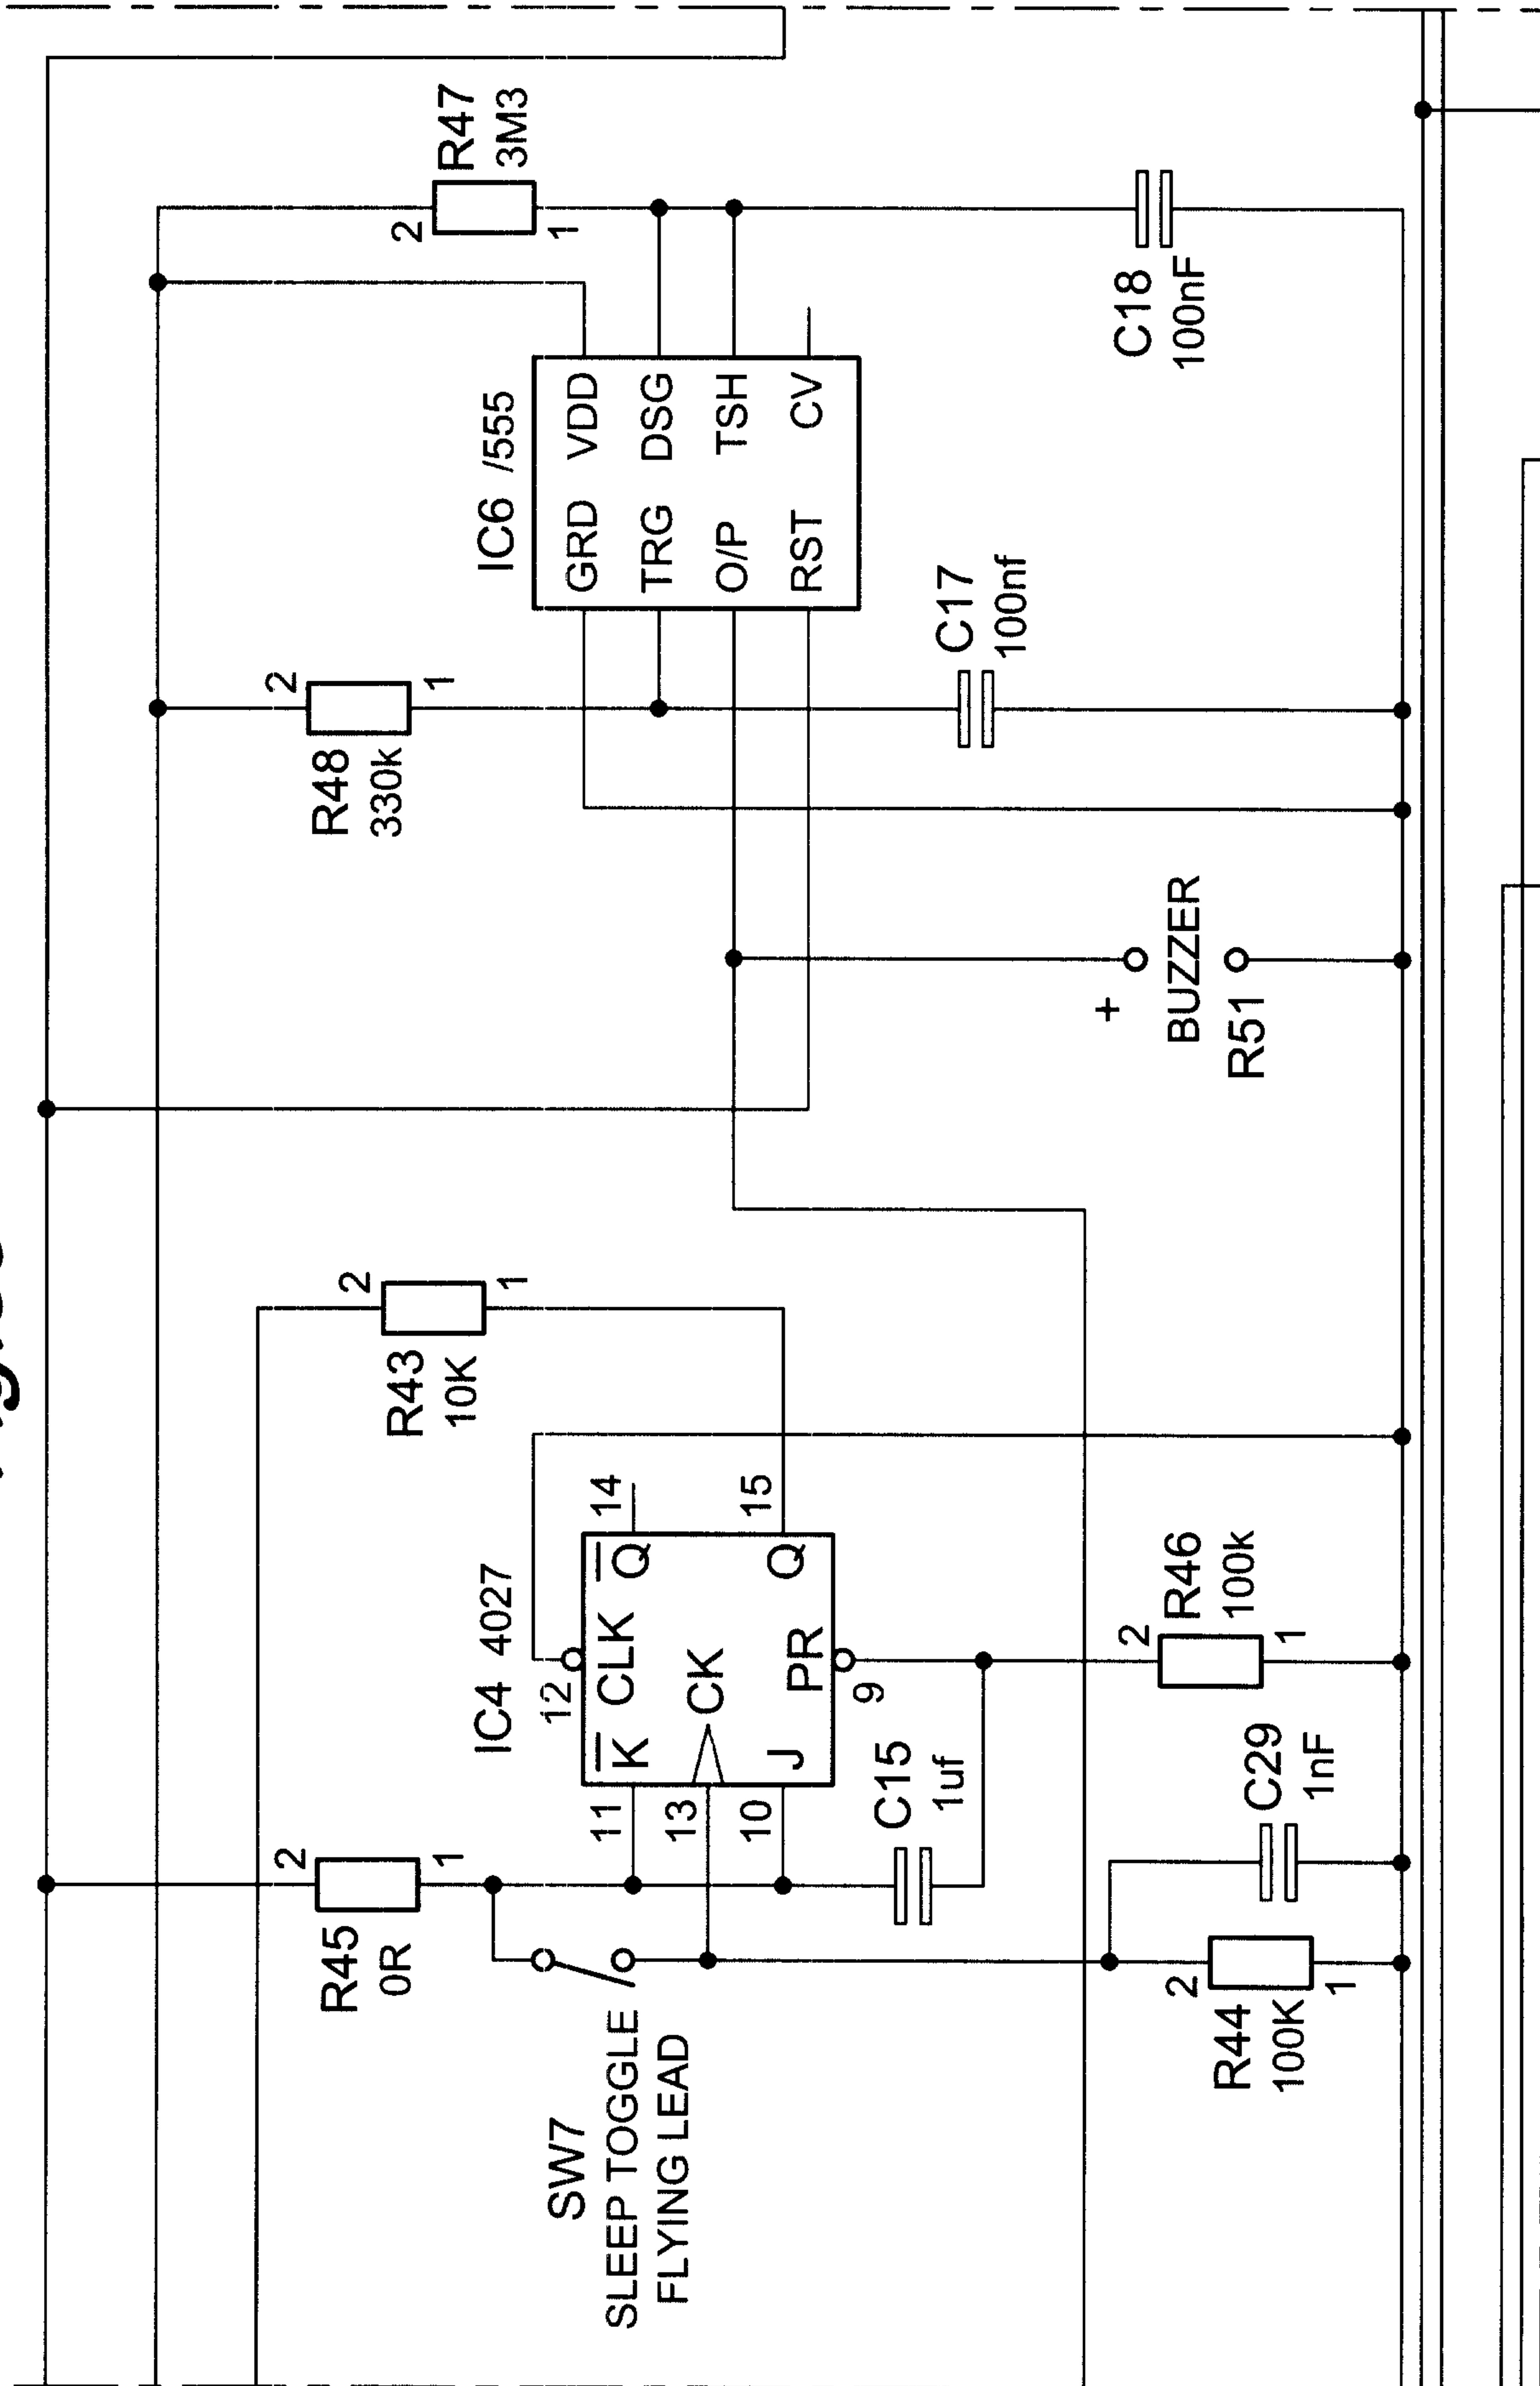 R47
3M3
2
1
IC6 /555
GRD VDD
TRG DSG
O/P TSH
RST CV
C18
100nF
R48
330k
2
1
C17
100nf
+
BUZZER
R51
R43
10K
2
1
IC4 4027
12
K CLK Q
CK
J PR Q
11
13
10
14
15
9
R45
0R
2
1
SW7
SLEEP TOGGLE
FLYING LEAD
C15
1uf
R46
100k
2
1
C29
1nF
R44
100K
2
1